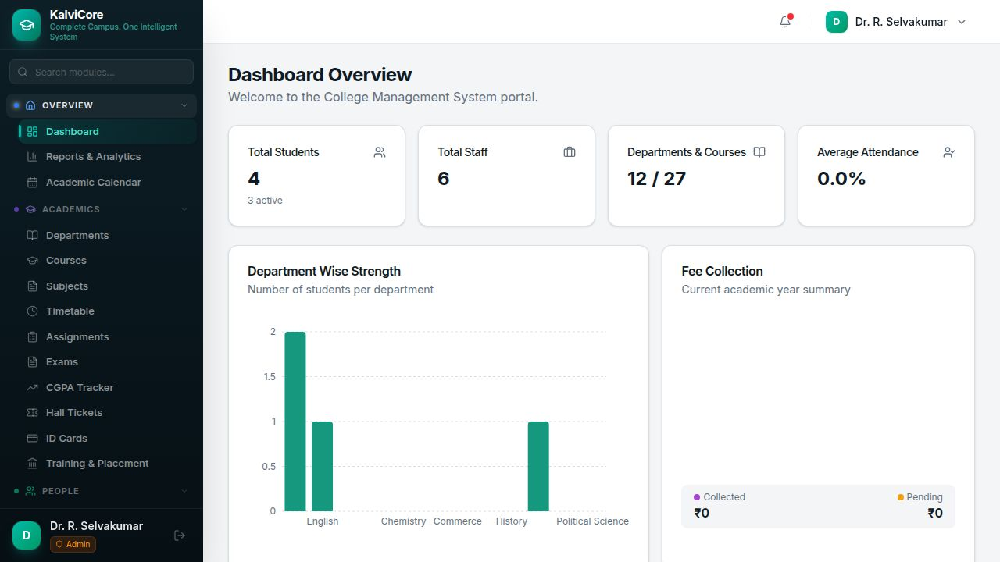 KalviCore
Complete Campus. One Intelligent
System
Search modules...
OVERVIEW
Dashboard
Reports & Analytics
Academic Calendar
ACADEMICS
Departments
Courses
Subjects
Timetable
Assignments
Exams
CGPA Tracker
Hall Tickets
ID Cards
Training & Placement
PEOPLE
D
Dr. R. Selvakumar
Admin
D
Dr. R. Selvakumar
Dashboard Overview
Welcome to the College Management System portal.
Total Students
4
3 active
Total Staff
6
Departments & Courses
12 / 27
Average Attendance
0.0%
Department Wise Strength
Number of students per department
2
1.5
1
0.5
0
English
Chemistry
Commerce
History
Political Science
Fee Collection
Current academic year summary
Collected
₹0
Pending
₹0